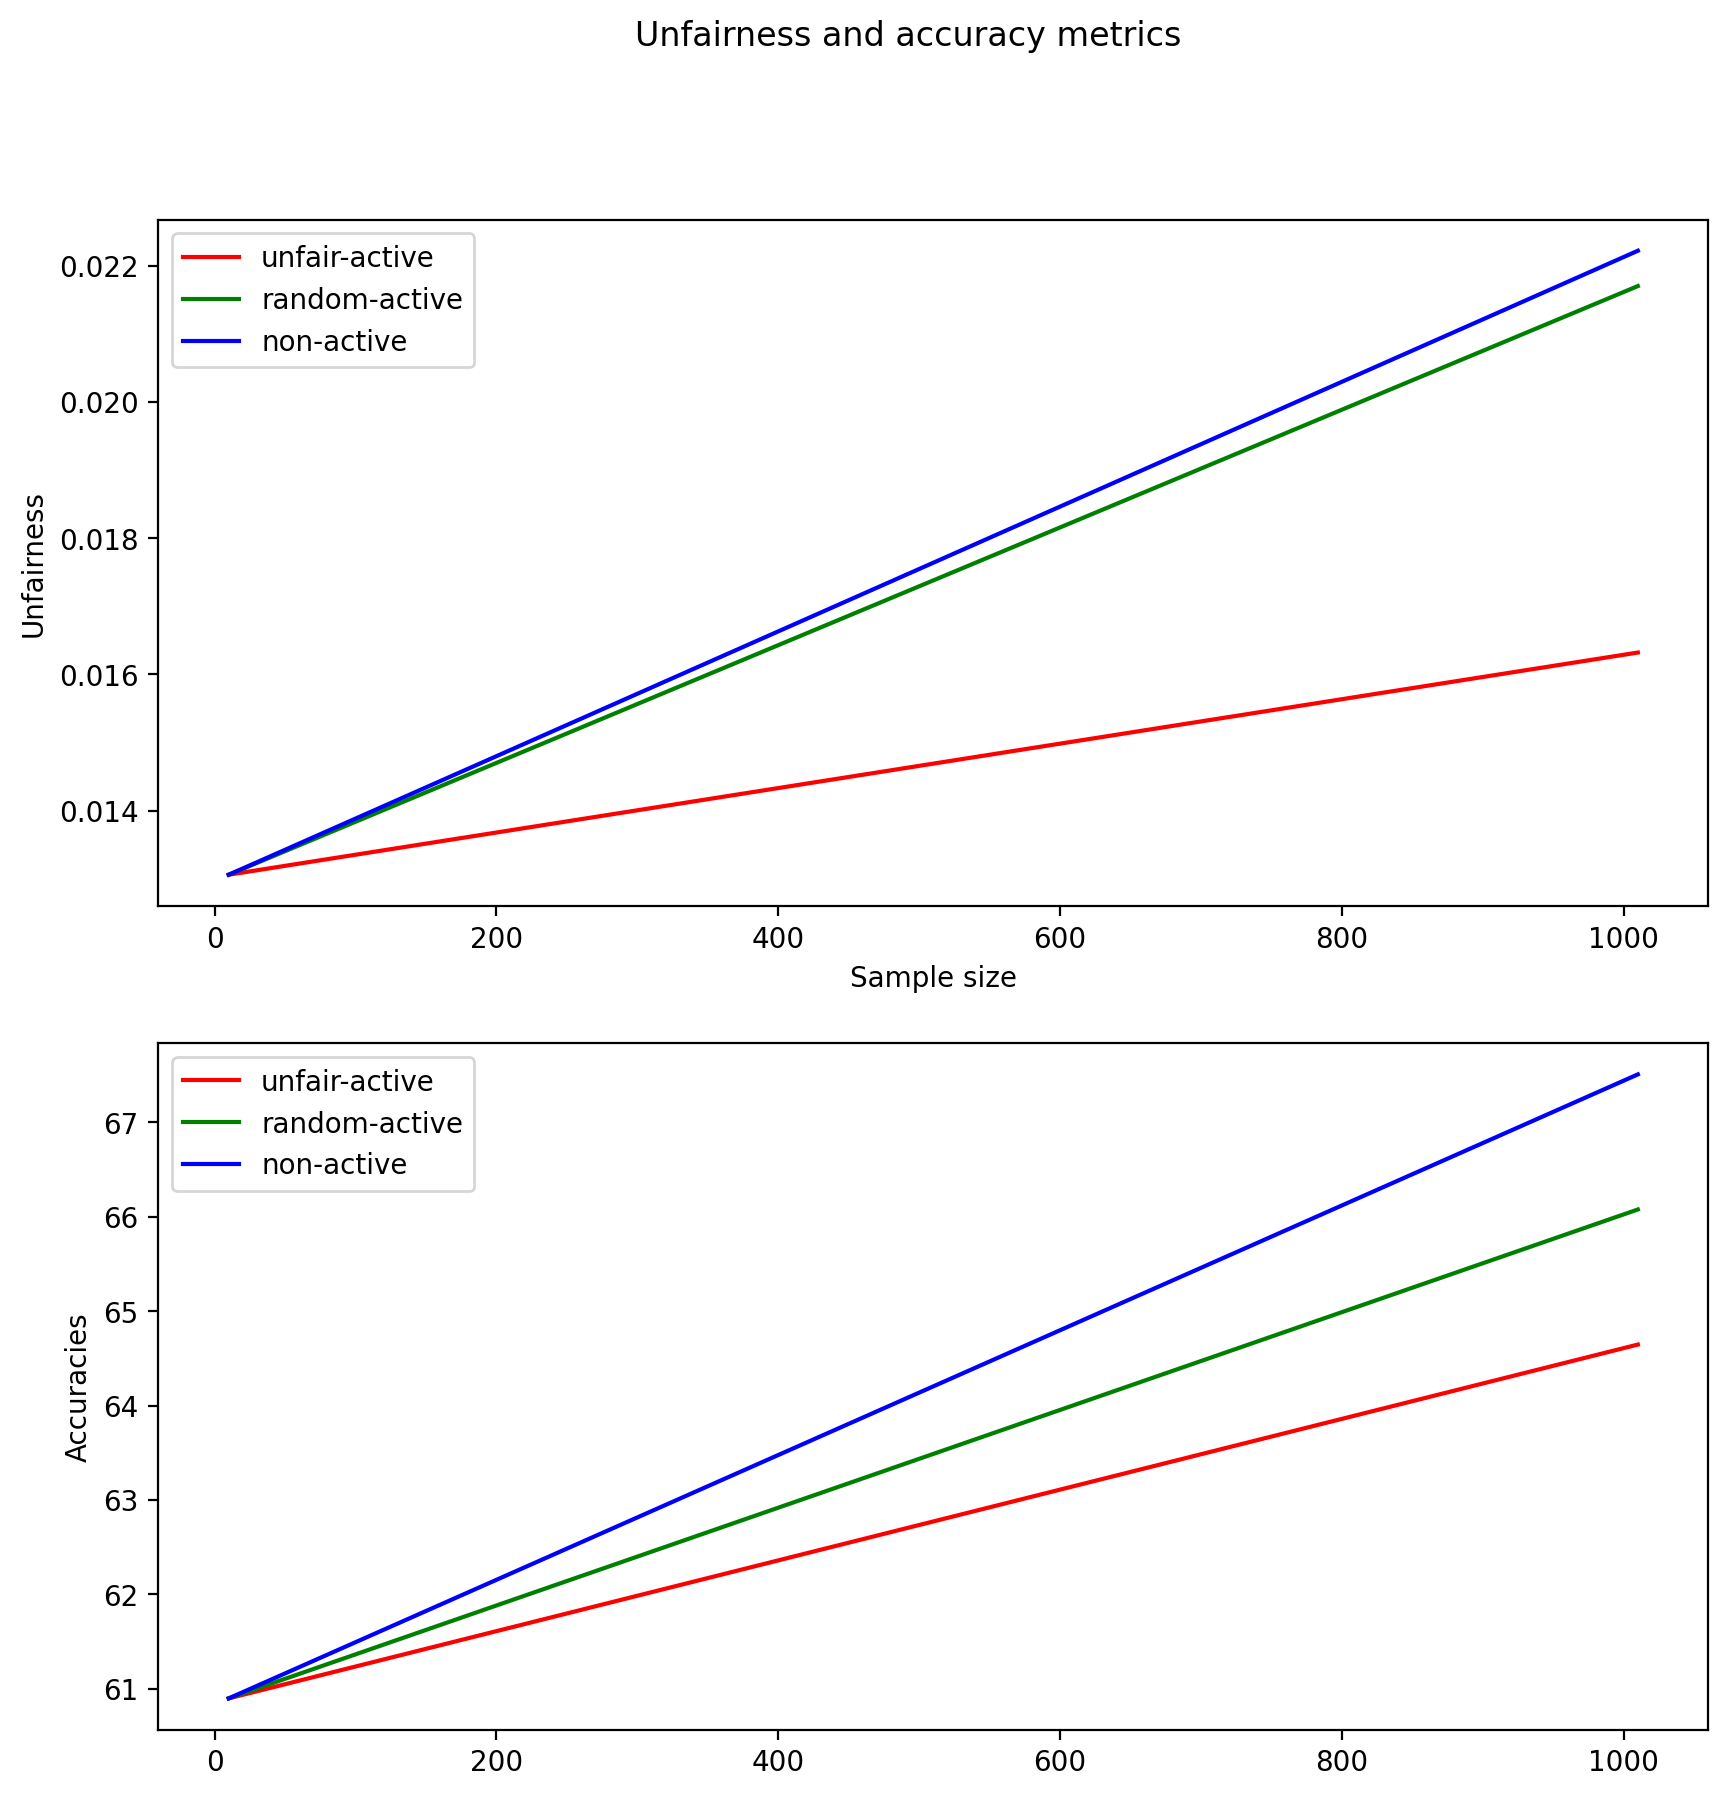 Unfairness and accuracy metrics
unfair-active
random-active
non-active
0.022
0.020
0.018
0.016
0.014
Unfairness
0 200 400 600 800 1000
Sample size
unfair-active
random-active
non-active
67
66
65
64
63
62
61
Accuracies
0 200 400 600 800 1000